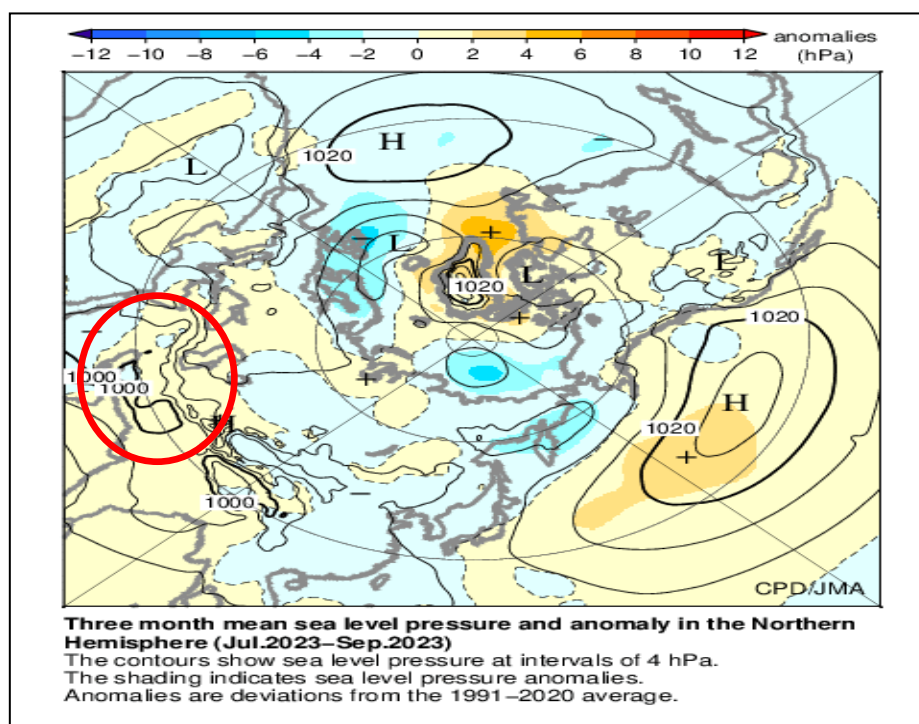 −12 −10 −8 −6 −4 −2 0 2 4 6 8 10 12 anomalies
(hPa)
H
1020
L
L
L
1020
L
1020
1000
1000
H
H
1020
1000
CPD/JMA
Three month mean sea level pressure and anomaly in the Northern
Hemisphere (Jul.2023−Sep.2023)
The contours show sea level pressure at intervals of 4 hPa.
The shading indicates sea level pressure anomalies.
Anomalies are deviations from the 1991−2020 average.